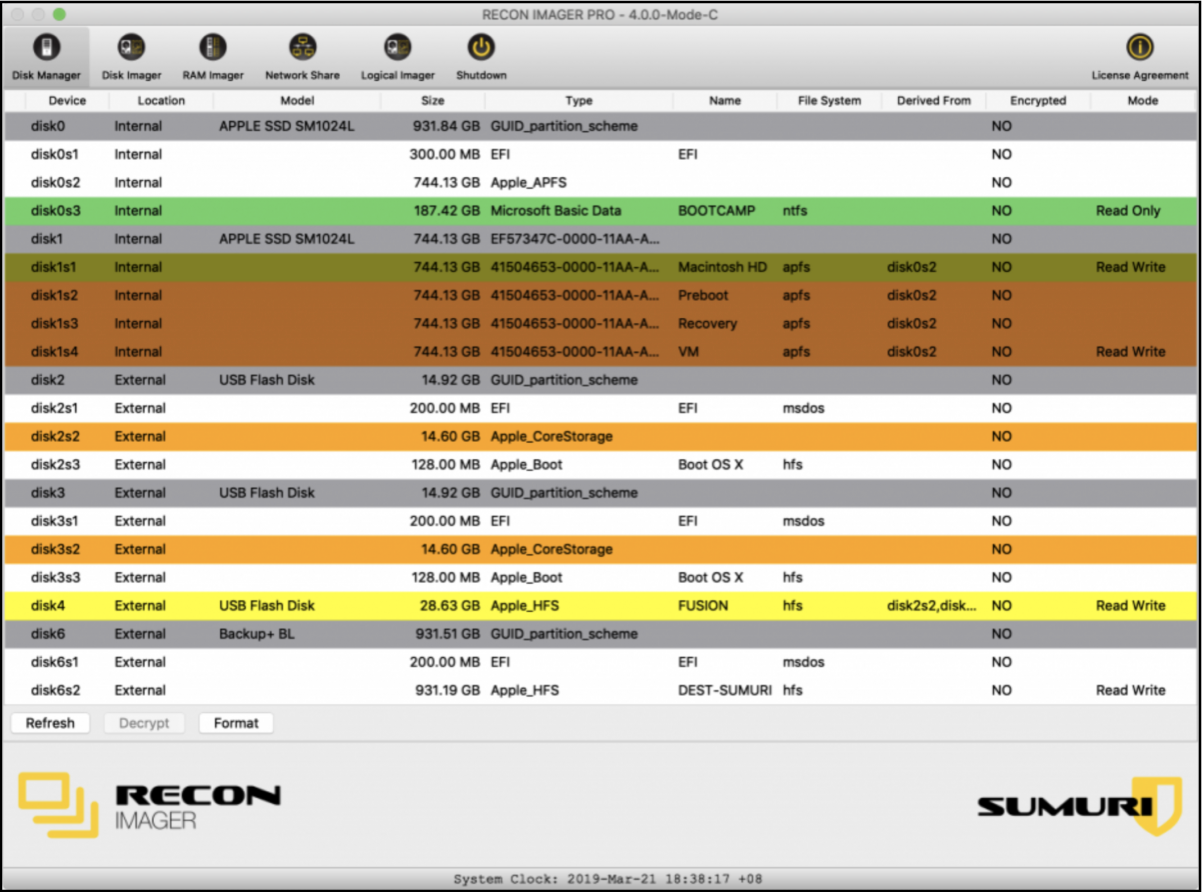 RECON IMAGER PRO - 4.0.0-Mode-C
Disk Manager Disk Imager RAM Imager Network Share Logical Imager Shutdown License Agreement
Device Location Model Size Type Name File System Derived From Encrypted Mode
disk0 Internal APPLE SSD SM1024L 931.84 GB GUID_partition_scheme NO
disk0s1 Internal 300.00 MB EFI EFI NO
disk0s2 Internal 744.13 GB Apple_APFS NO
disk0s3 Internal 187.42 GB Microsoft Basic Data BOOTCAMP ntfs NO Read Only
disk1 Internal APPLE SSD SM1024L 744.13 GB EF57347C-0000-11AA-A... NO
disk1s1 Internal 744.13 GB 41504653-0000-11AA-A... Macintosh HD apfs disk0s2 NO Read Write
disk1s2 Internal 744.13 GB 41504653-0000-11AA-A... Preboot apfs disk0s2 NO
disk1s3 Internal 744.13 GB 41504653-0000-11AA-A... Recovery apfs disk0s2 NO
disk1s4 Internal 744.13 GB 41504653-0000-11AA-A... VM apfs disk0s2 NO Read Write
disk2 External USB Flash Disk 14.92 GB GUID_partition_scheme NO
disk2s1 External 200.00 MB EFI EFI msdos NO
disk2s2 External 14.60 GB Apple_CoreStorage NO
disk2s3 External 128.00 MB Apple_Boot Boot OS X hfs NO
disk3 External USB Flash Disk 14.92 GB GUID_partition_scheme NO
disk3s1 External 200.00 MB EFI EFI msdos NO
disk3s2 External 14.60 GB Apple_CoreStorage NO
disk3s3 External 128.00 MB Apple_Boot Boot OS X hfs NO
disk4 External USB Flash Disk 28.63 GB Apple_HFS FUSION hfs disk2s2,disk... NO Read Write
disk6 External Backup+ BL 931.51 GB GUID_partition_scheme NO
disk6s1 External 200.00 MB EFI EFI msdos NO
disk6s2 External 931.19 GB Apple_HFS DEST-SUMURI hfs NO Read Write
Refresh Decrypt Format
RECON
IMAGER
SUMURI
System Clock: 2019-Mar-21 18:38:17 +08